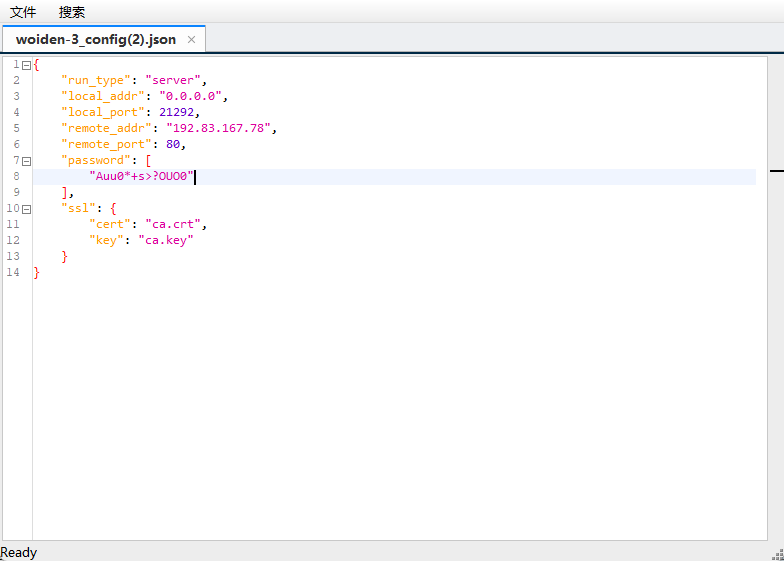 文件 搜索
woiden-3_config(2).json ×
1 {
2 "run_type": "server",
3 "local_addr": "0.0.0.0",
4 "local_port": 21292,
5 "remote_addr": "192.83.167.78",
6 "remote_port": 80,
7 "password": [
8 "Auu0*+s>?OUO0"
9 ],
10 "ssl": {
11 "cert": "ca.crt",
12 "key": "ca.key"
13 }
14 }
Ready